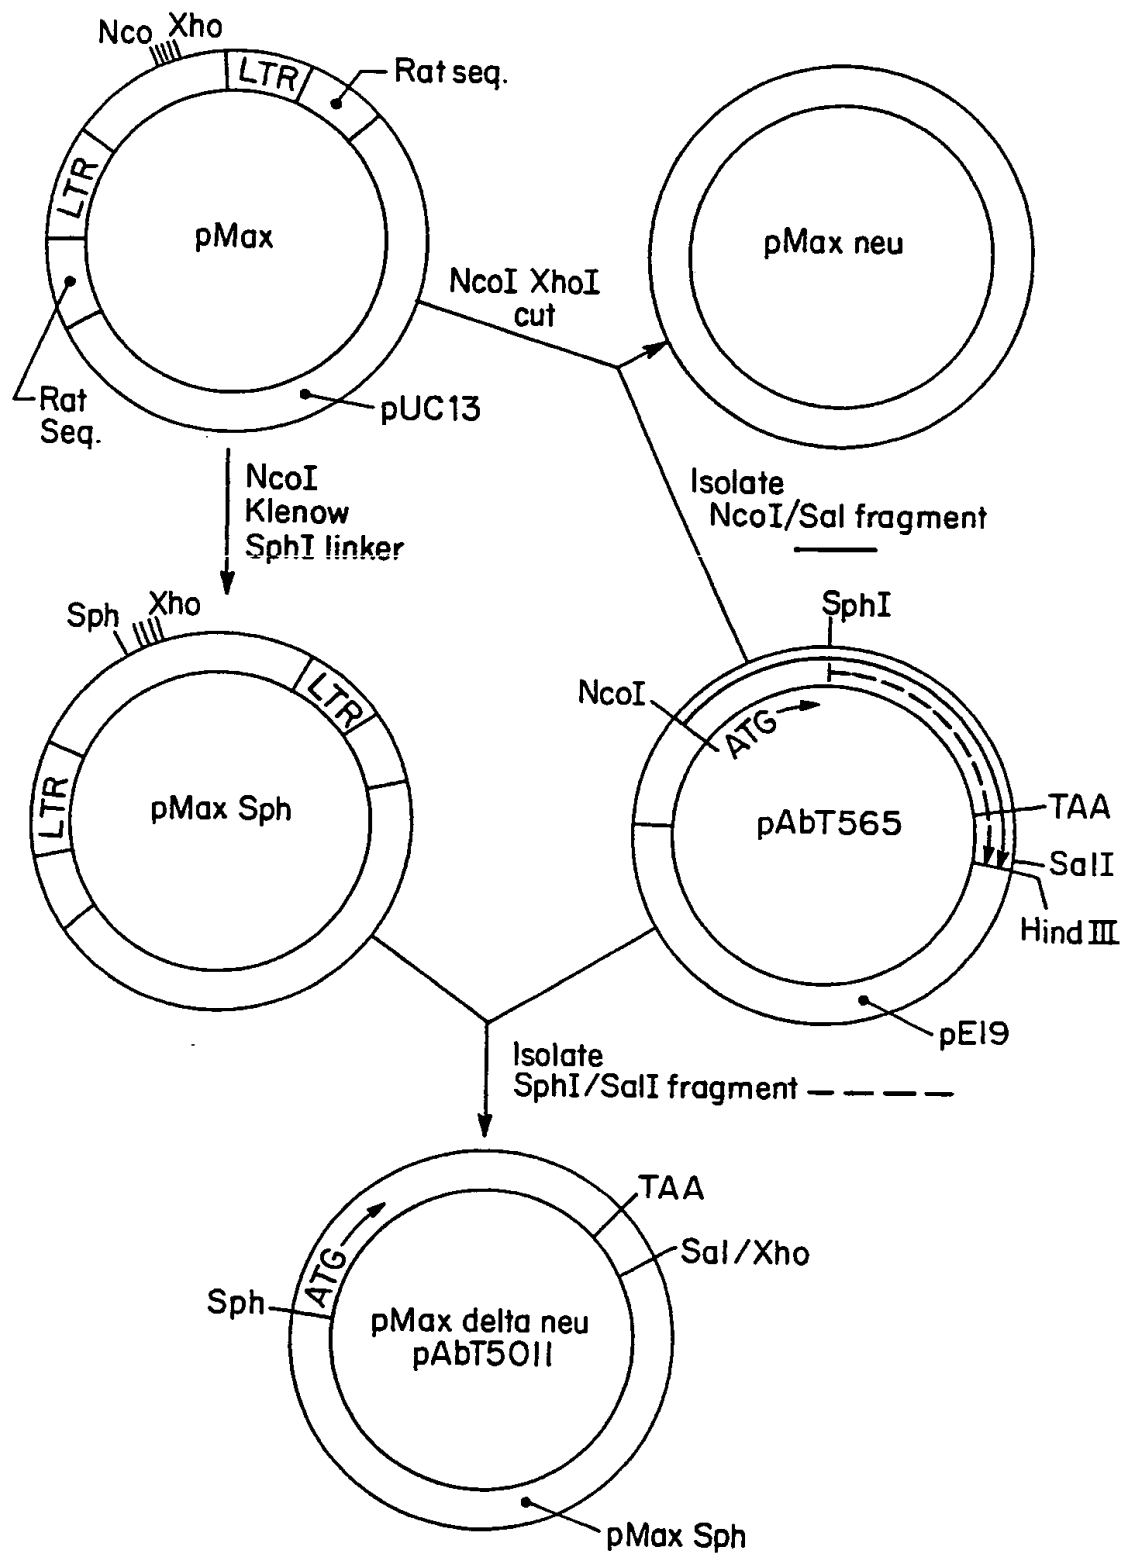 Nco Xho
LTR
Rat seq.
LTR
pMax
Rat
Seq.
pUC13
NcoI XhoI
cut
pMax neu
NcoI
Klenow
SphI linker
Isolate
NcoI/Sal fragment
Sph Xho
LTR
LTR
pMax Sph
SphI
NcoI
ATG
pAbT565
TAA
SalI
Hind III
pE19
Isolate
SphI/SalI fragment
TAA
Sal/Xho
ATG
Sph
pMax delta neu
pAbT5011
pMax Sph